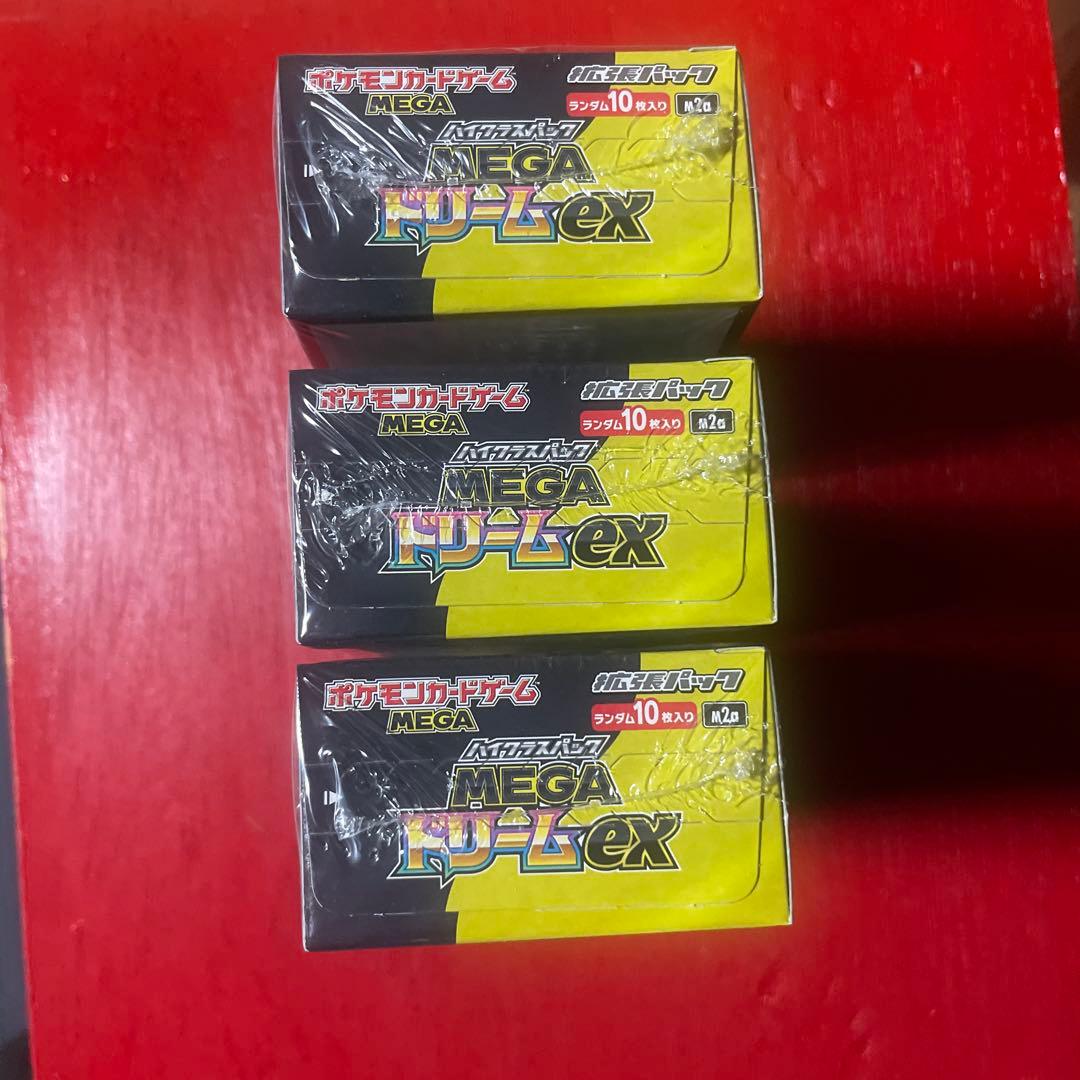 ポケモンカードゲーム
MEGA
拡張パック
ランダム10枚入り M2a
ハイクラスパック
MEGA
ドリームex
ポケモンカードゲーム
MEGA
拡張パック
ランダム10枚入り M2a
ハイクラスパック
MEGA
ドリームex
ポケモンカードゲーム
MEGA
拡張パック
ランダム10枚入り M2a
ハイクラスパック
MEGA
ドリームex